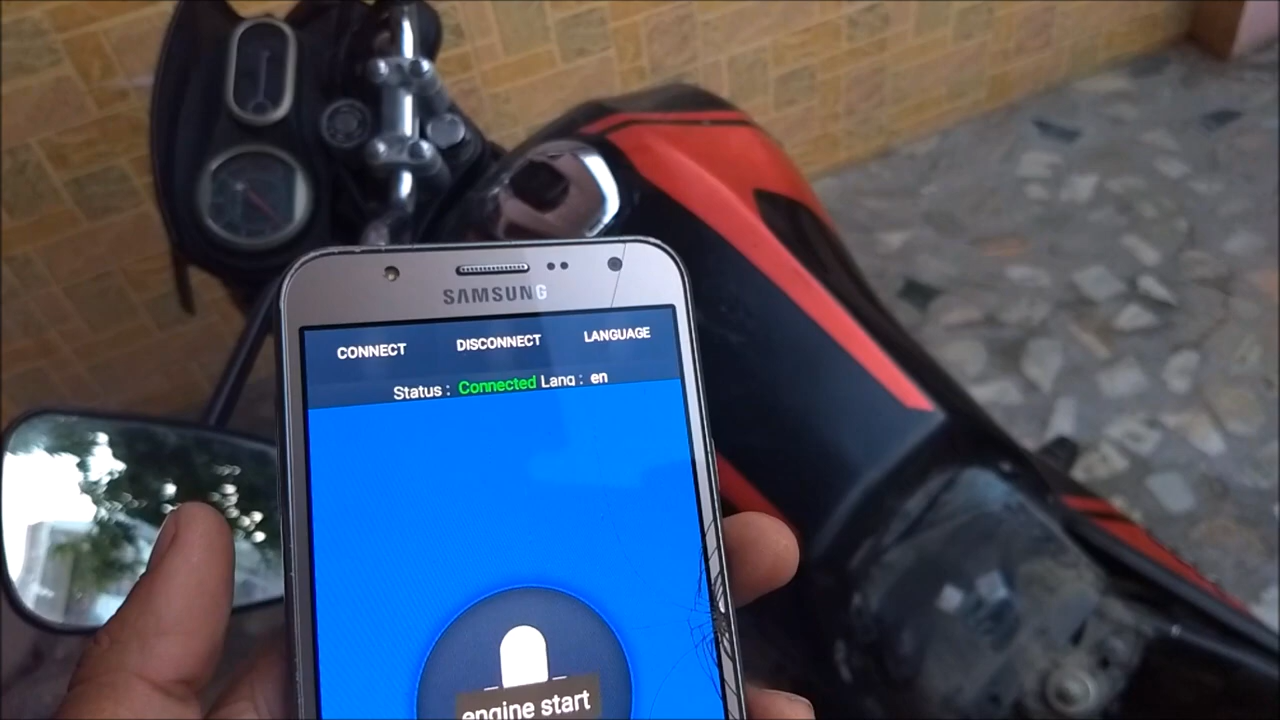 SAMSUNG
CONNECT DISCONNECT LANGUAGE
Status : Connected Lang : en
engine start